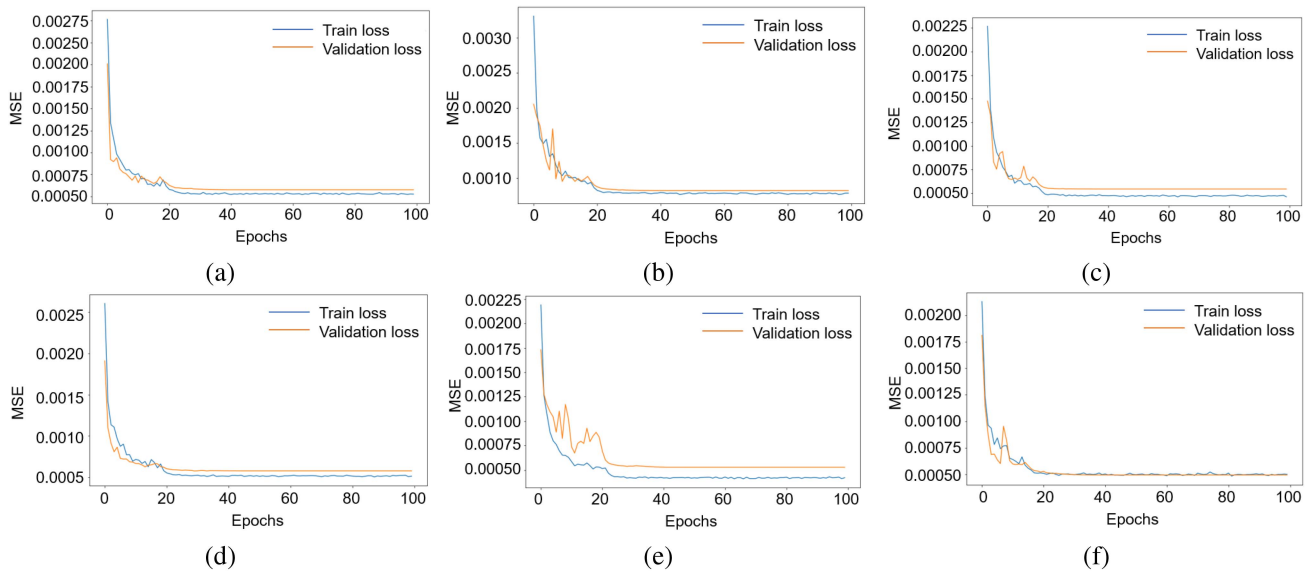 0.00275
0.00250
0.00225
0.00200
0.00175
0.00150
0.00125
0.00100
0.00075
0.00050
MSE
Train loss
Validation loss
0 20 40 60 80 100
Epochs
(a)
0.0030
0.0025
0.0020
0.0015
0.0010
MSE
Train loss
Validation loss
0 20 40 60 80 100
Epochs
(b)
0.00225
0.00200
0.00175
0.00150
0.00125
0.00100
0.00075
0.00050
MSE
Train loss
Validation loss
0 20 40 60 80 100
Epochs
(c)
0.0025
0.0020
0.0015
0.0010
0.0005
MSE
Train loss
Validation loss
0 20 40 60 80 100
Epochs
(d)
0.00225
0.00200
0.00175
0.00150
0.00125
0.00100
0.00075
0.00050
MSE
Train loss
Validation loss
0 20 40 60 80 100
Epochs
(e)
0.00200
0.00175
0.00150
0.00125
0.00100
0.00075
0.00050
MSE
Train loss
Validation loss
0 20 40 60 80 100
Epochs
(f)